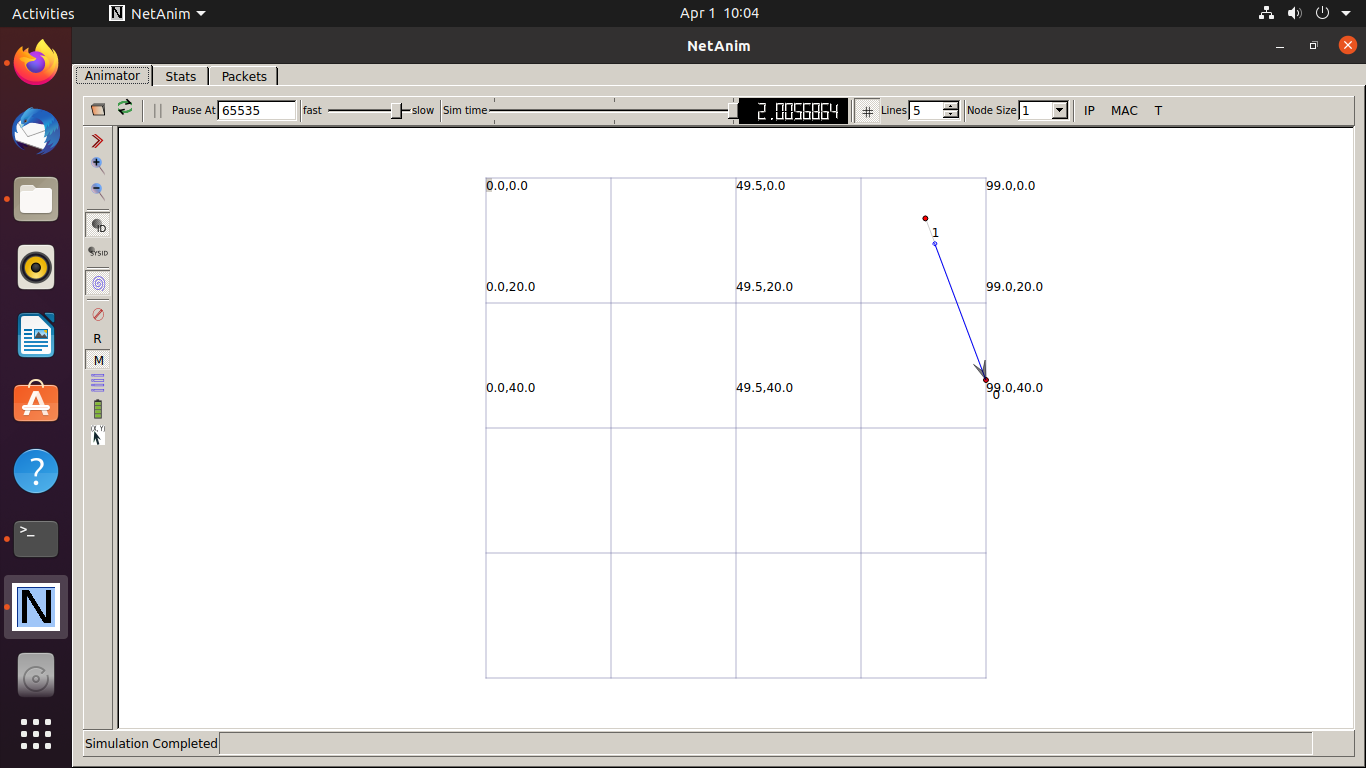 Activities NetAnim Apr 1 10:04
NetAnim
Animator Stats Packets
Pause At 65535 fast slow Sim time 2.0056864 Lines 5 Node Size 1 IP MAC T
ID
SYSID
R
M
(X,Y)
0.0,0.0 49.5,0.0 99.0,0.0
1
0.0,20.0 49.5,20.0 99.0,20.0
0.0,40.0 49.5,40.0 99.0,40.0
0
>_
N
Simulation Completed